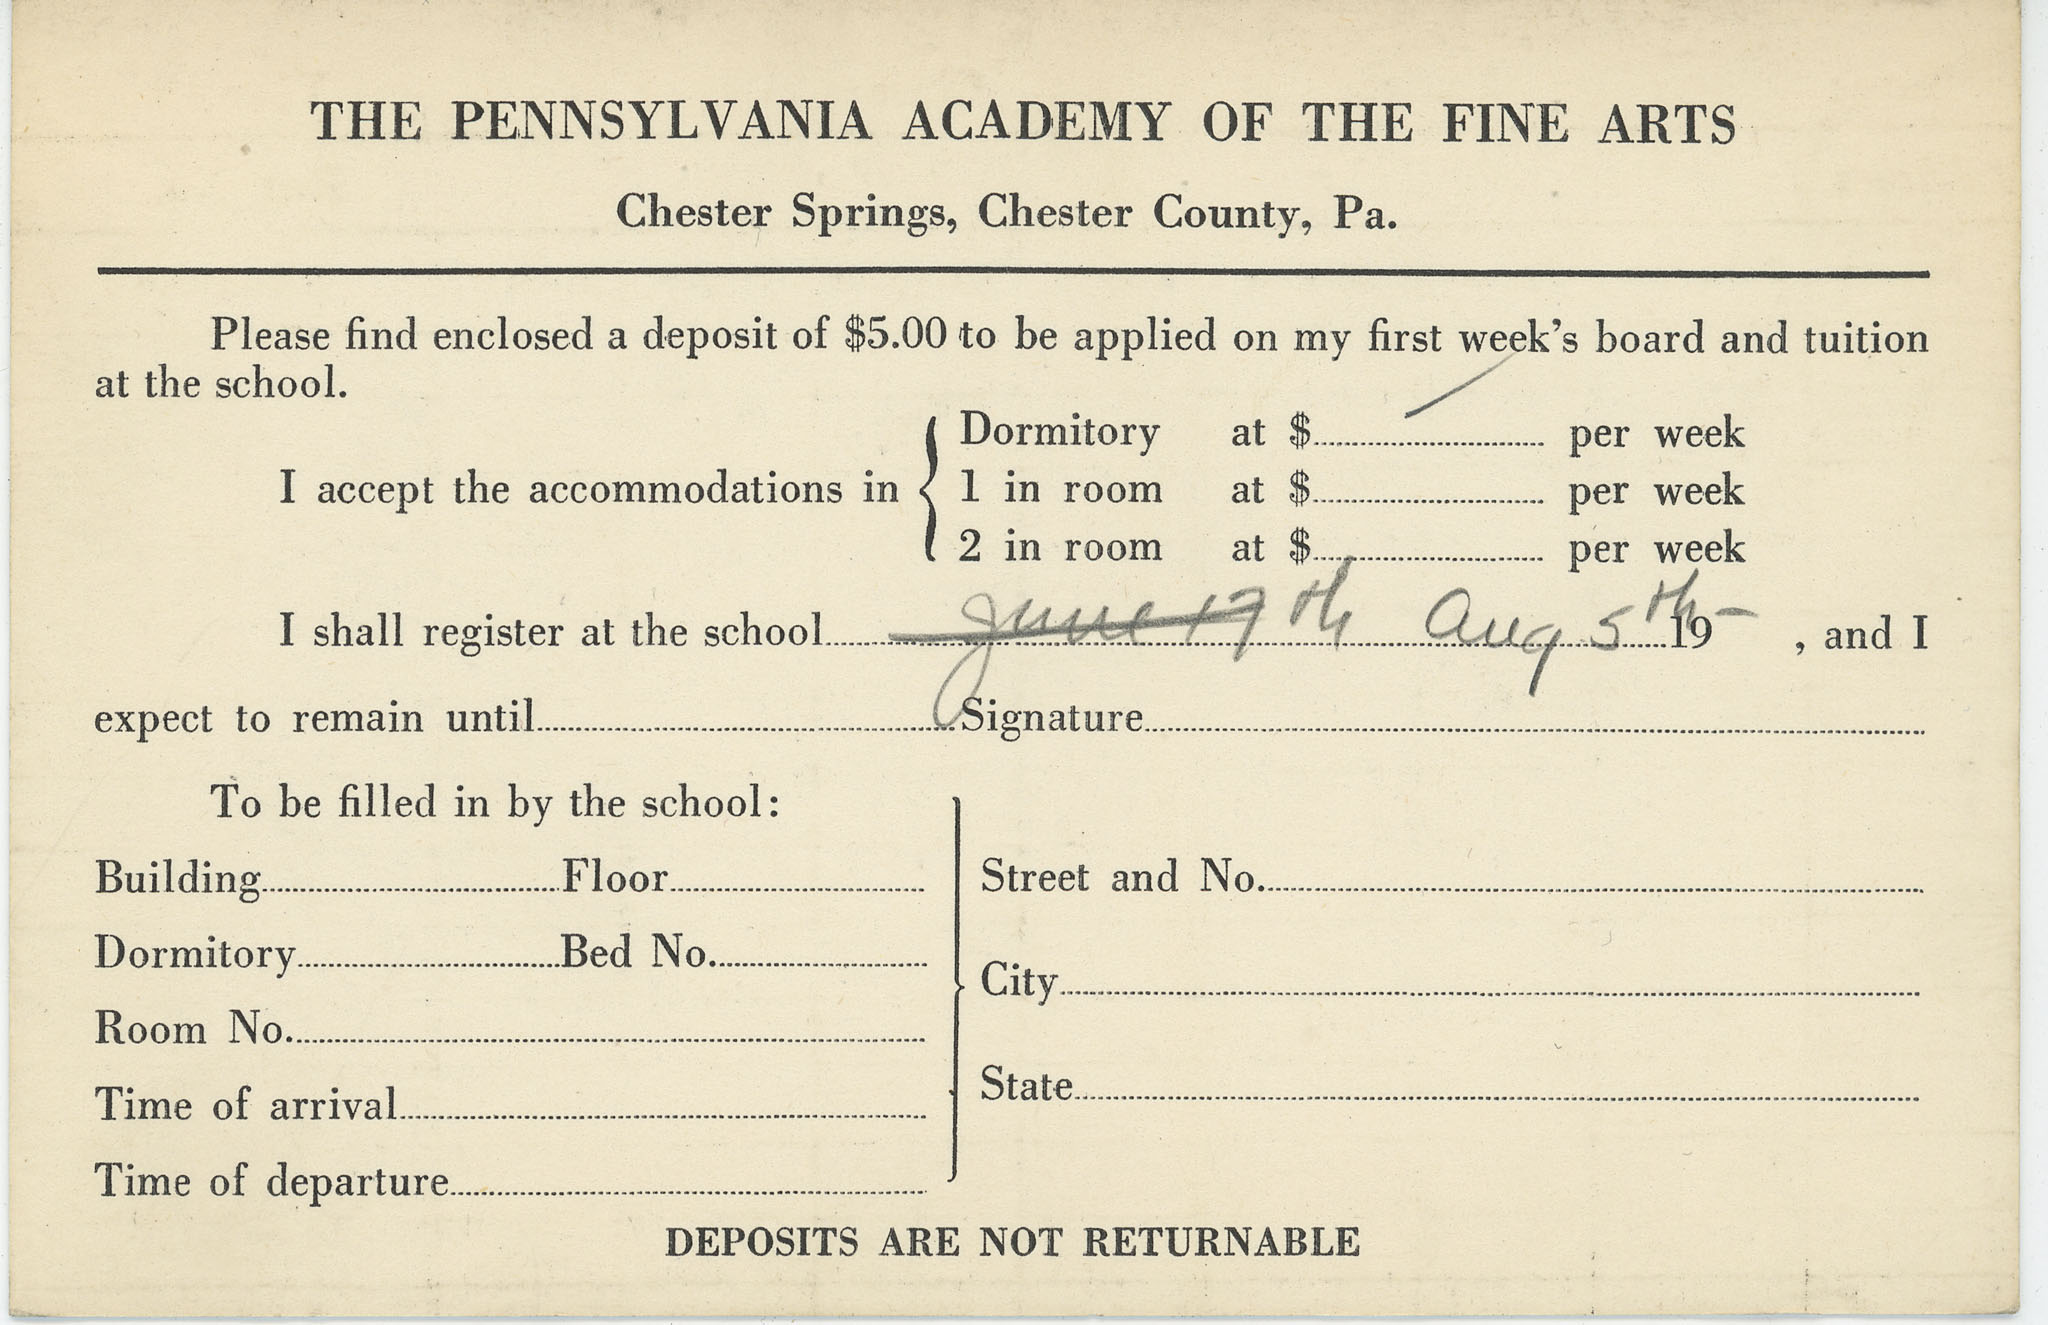 THE PENNSYLVANIA ACADEMY OF THE FINE ARTS
Chester Springs, Chester County, Pa.
Please find enclosed a deposit of $5.00 to be applied on my first week's board and tuition
at the school.
Dormitory at $ per week
I accept the accommodations in 1 in room at $ per week
2 in room at $ per week
I shall register at the school June 17th Aug 5th 19 , and I
expect to remain until Signature
To be filled in by the school:
Building Floor Street and No.
Dormitory Bed No.
City
Room No.
State
Time of arrival
Time of departure
DEPOSITS ARE NOT RETURNABLE